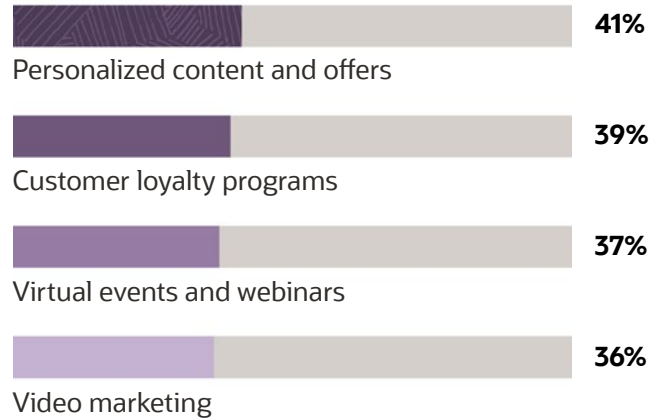 41%
Personalized content and offers
39%
Customer loyalty programs
37%
Virtual events and webinars
36%
Video marketing